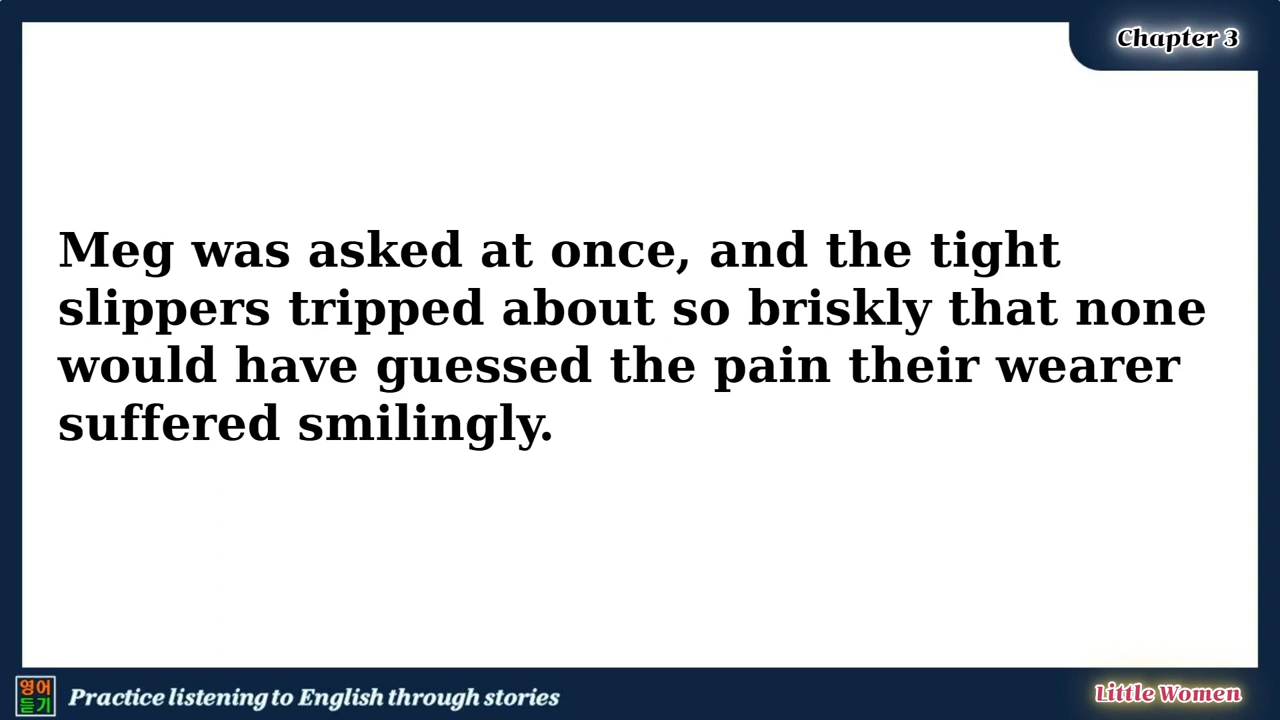 Chapter 3
Meg was asked at once, and the tight
slippers tripped about so briskly that none
would have guessed the pain their wearer
suffered smilingly.
영어
듣기
Practice listening to English through stories
Little Women